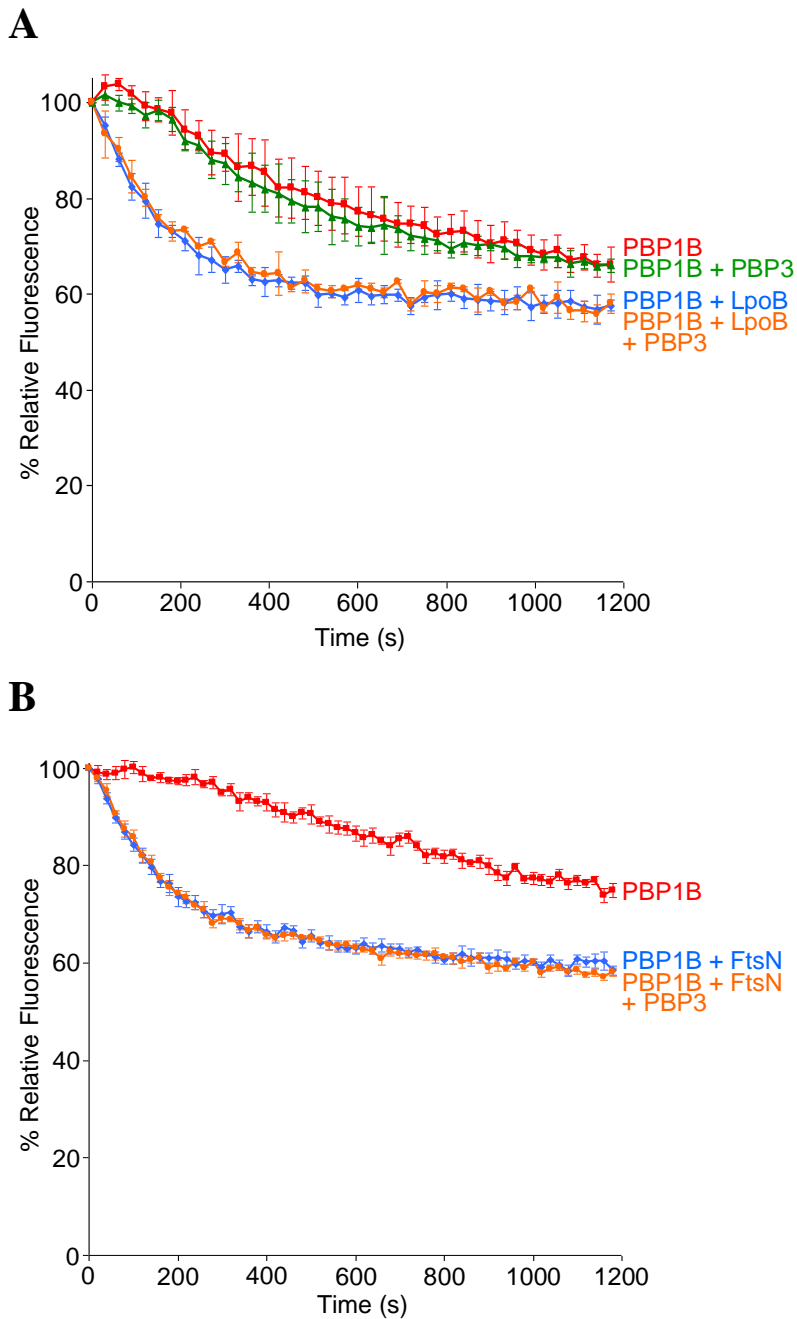 A
100
80
60
40
20
0
% Relative Fluorescence
0 200 400 600 800 1000 1200
Time (s)
PBP1B
PBP1B + PBP3
PBP1B + LpoB
PBP1B + LpoB
+ PBP3
B
100
80
60
40
20
0
% Relative Fluorescence
0 200 400 600 800 1000 1200
Time (s)
PBP1B
PBP1B + FtsN
PBP1B + FtsN
+ PBP3